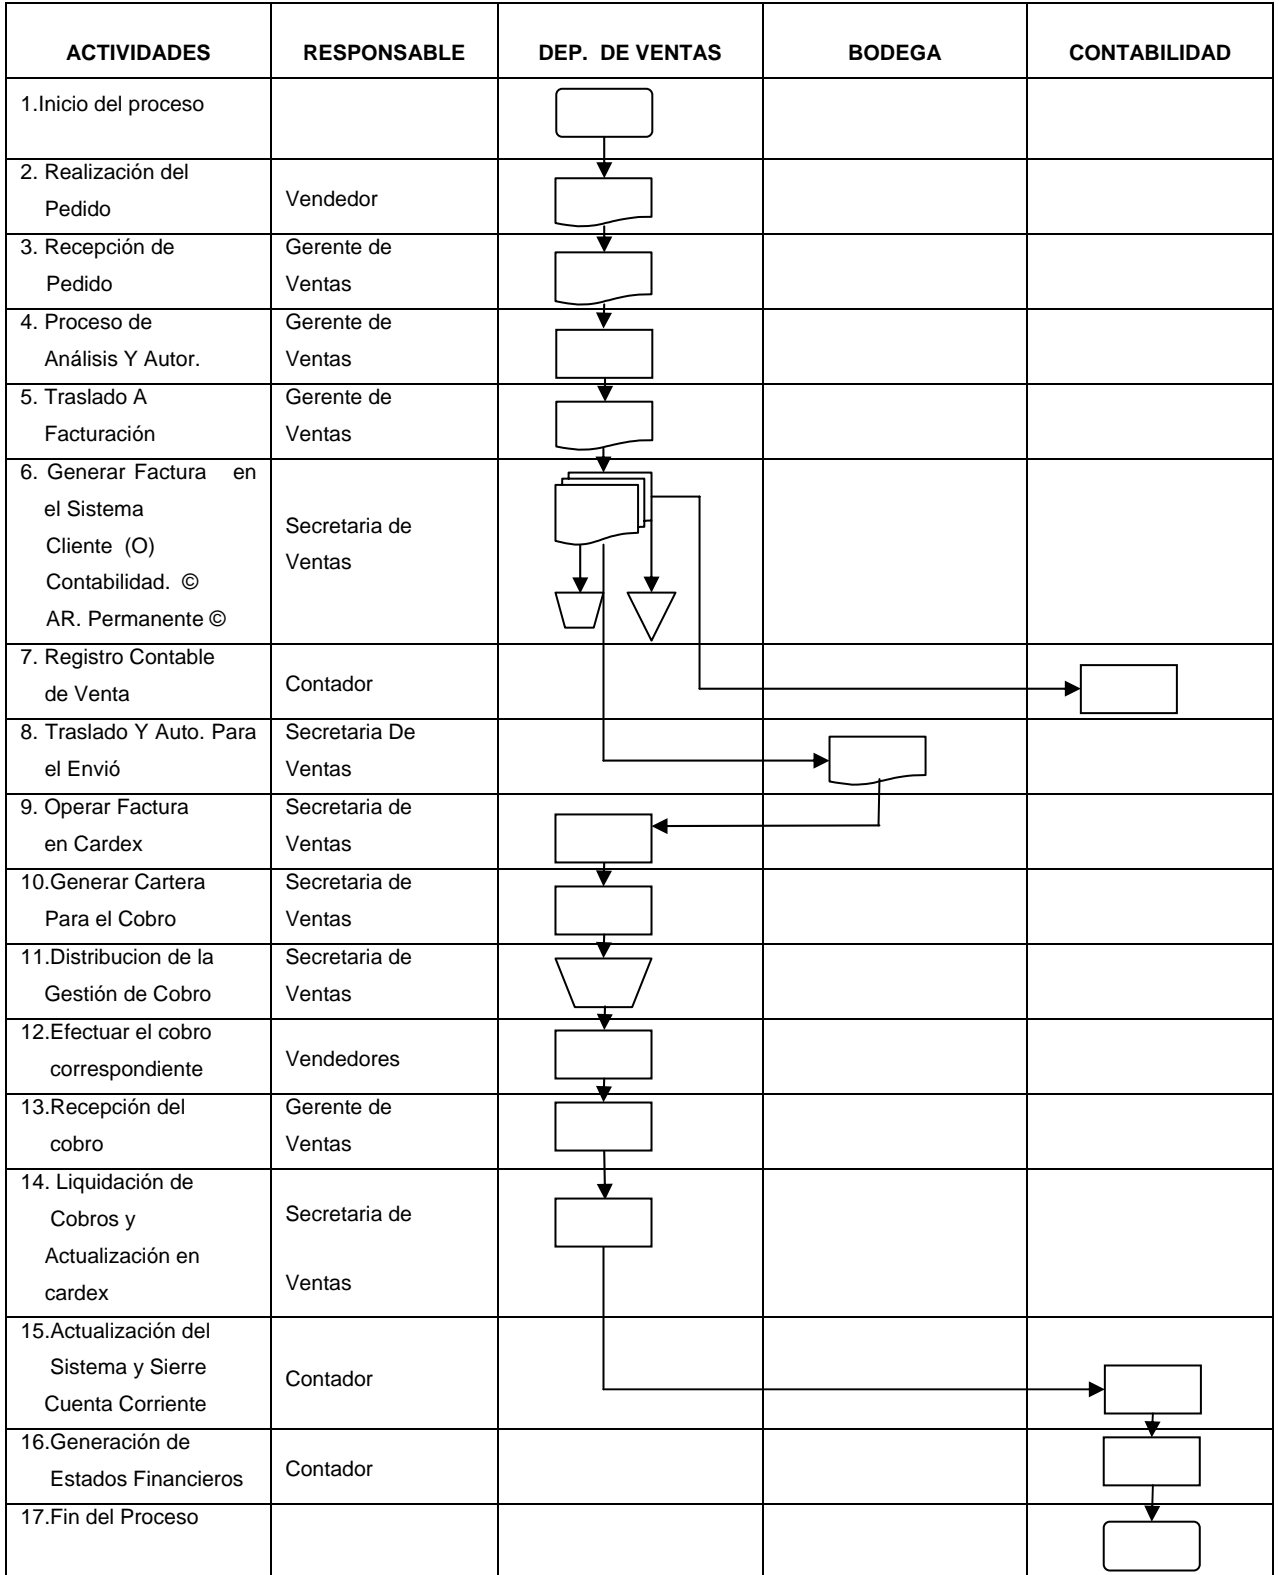 ACTIVIDADES RESPONSABLE DEP. DE VENTAS BODEGA CONTABILIDAD
1.Inicio del proceso
2. Realización del
Pedido
Vendedor
3. Recepción de
Pedido
Gerente de
Ventas
4. Proceso de
Análisis Y Autor.
Gerente de
Ventas
5. Traslado A
Facturación
Gerente de
Ventas
6. Generar Factura en
el Sistema
Cliente (O)
Contabilidad. ©
AR. Permanente ©
Secretaria de
Ventas
7. Registro Contable
de Venta
Contador
8. Traslado Y Auto. Para
el Envió
Secretaria De
Ventas
9. Operar Factura
en Cardex
Secretaria de
Ventas
10.Generar Cartera
Para el Cobro
Secretaria de
Ventas
11.Distribucion de la
Gestión de Cobro
Secretaria de
Ventas
12.Efectuar el cobro
correspondiente
Vendedores
13.Recepción del
cobro
Gerente de
Ventas
14. Liquidación de
Cobros y
Actualización en
cardex
Secretaria de
Ventas
15.Actualización del
Sistema y Sierre
Cuenta Corriente
Contador
16.Generación de
Estados Financieros
Contador
17.Fin del Proceso